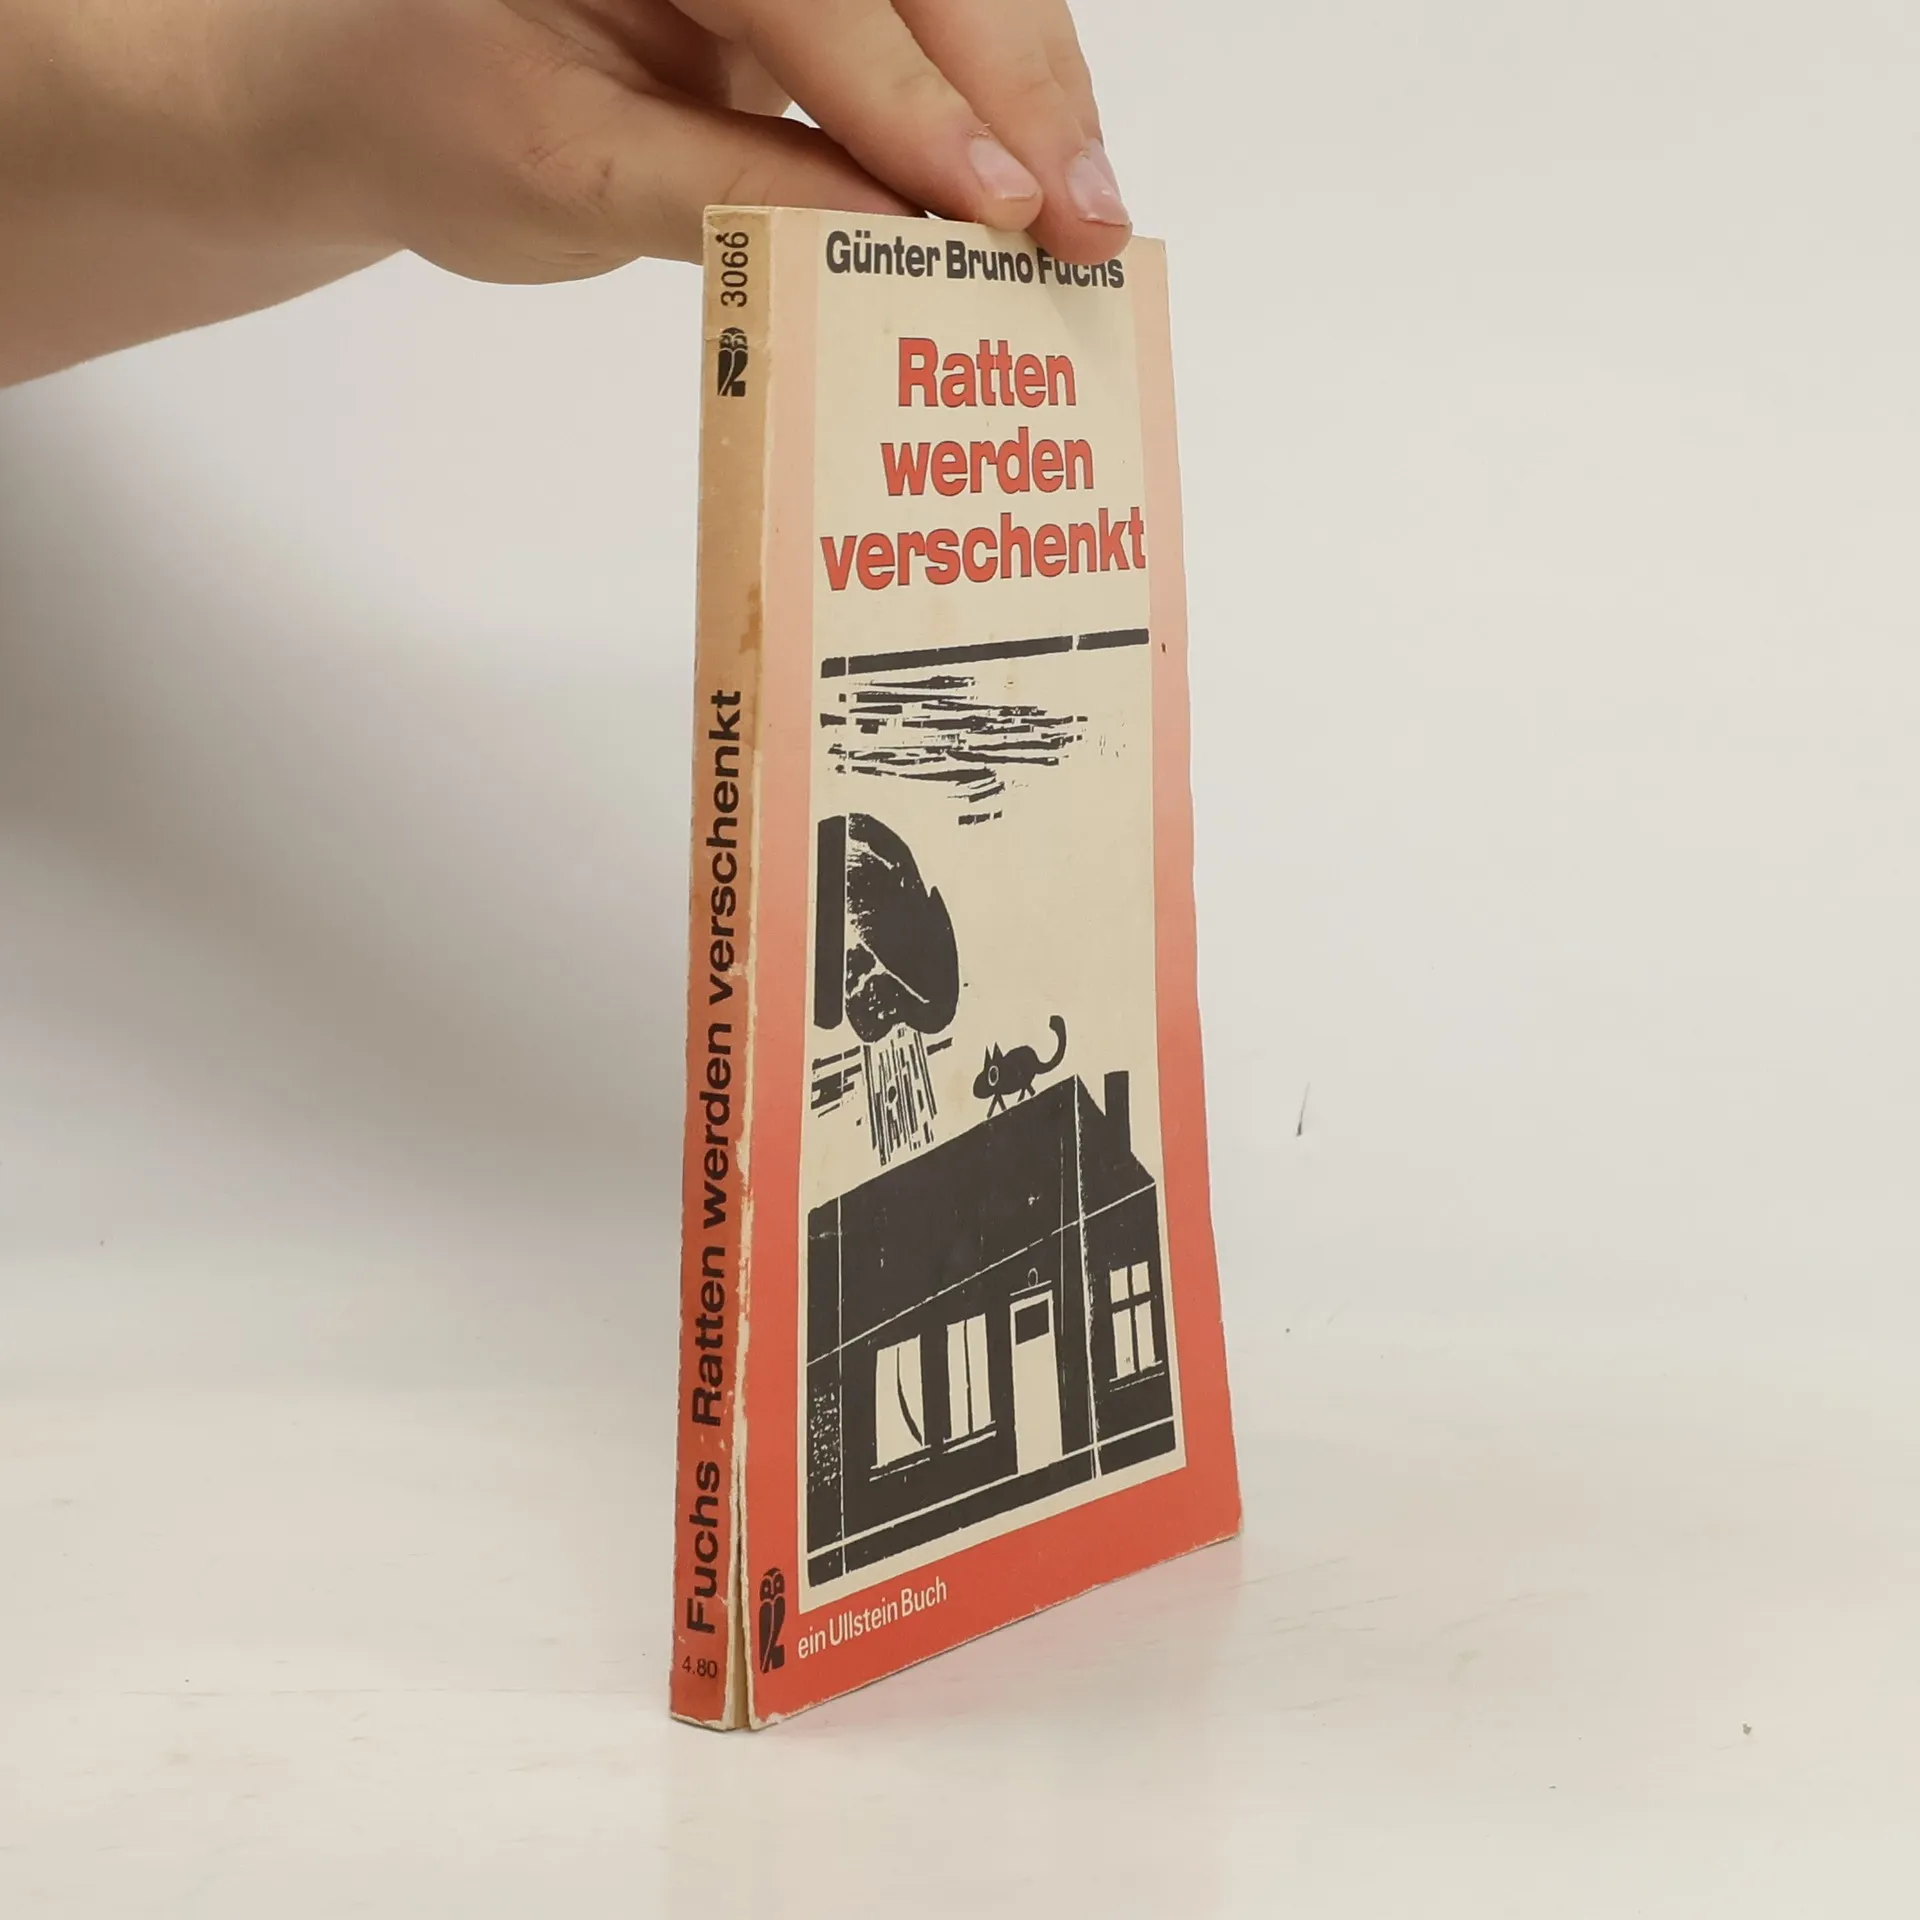 Günter Bruno Fuchs
Ratten
werden
verschenkt
ein Ullstein Buch
3066
Fuchs Ratten werden verschenkt
4.80